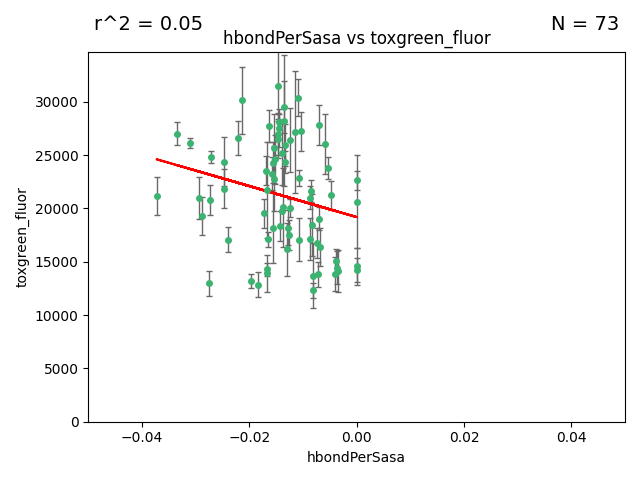 r^2 = 0.05
N = 73
hbondPerSasa vs toxgreen_fluor
30000
25000
20000
15000
10000
5000
0
toxgreen_fluor
−0.04
−0.02
0.00
0.02
0.04
hbondPerSasa